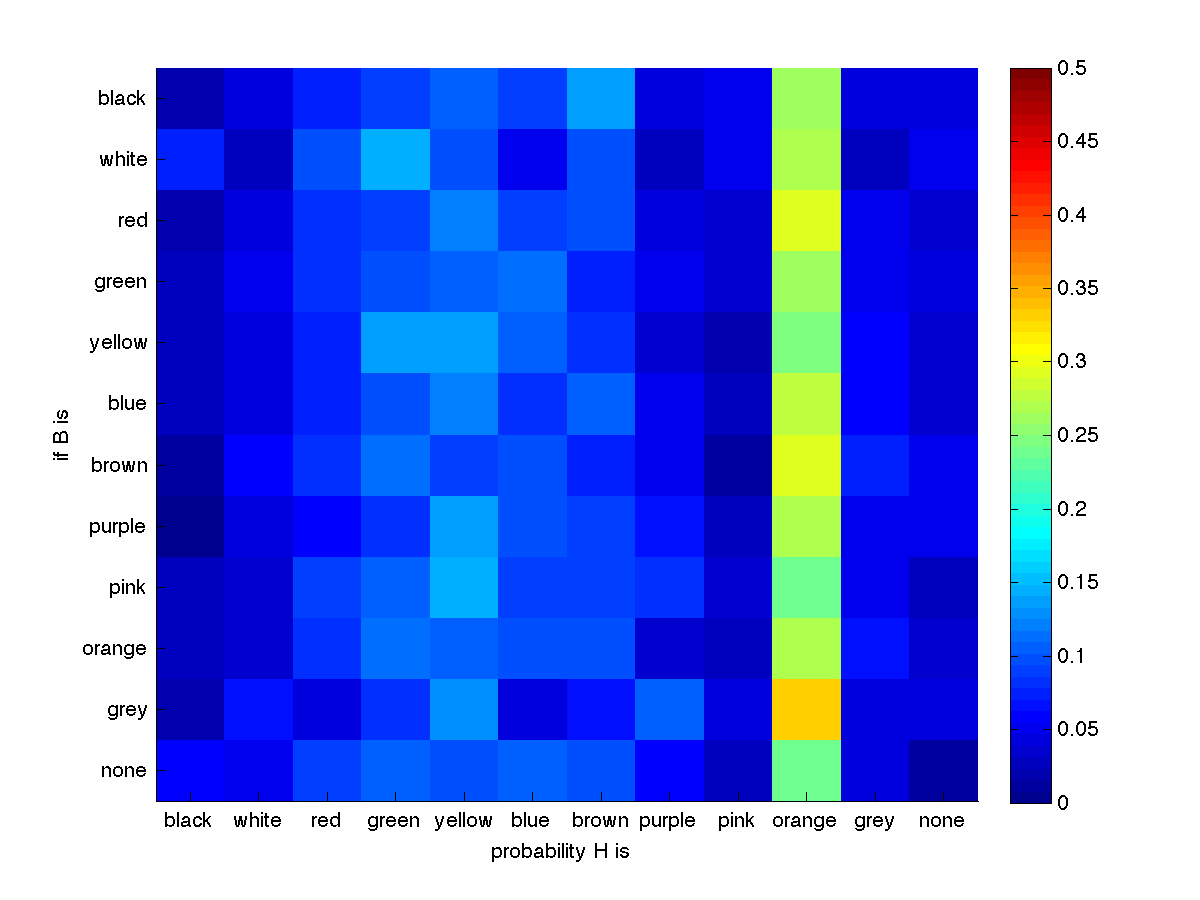 black
white
red
green
yellow
blue
brown
purple
pink
orange
grey
none
if B is
black white red green yellow blue brown purple pink orange grey none
probability H is
0.5
0.45
0.4
0.35
0.3
0.25
0.2
0.15
0.1
0.05
0